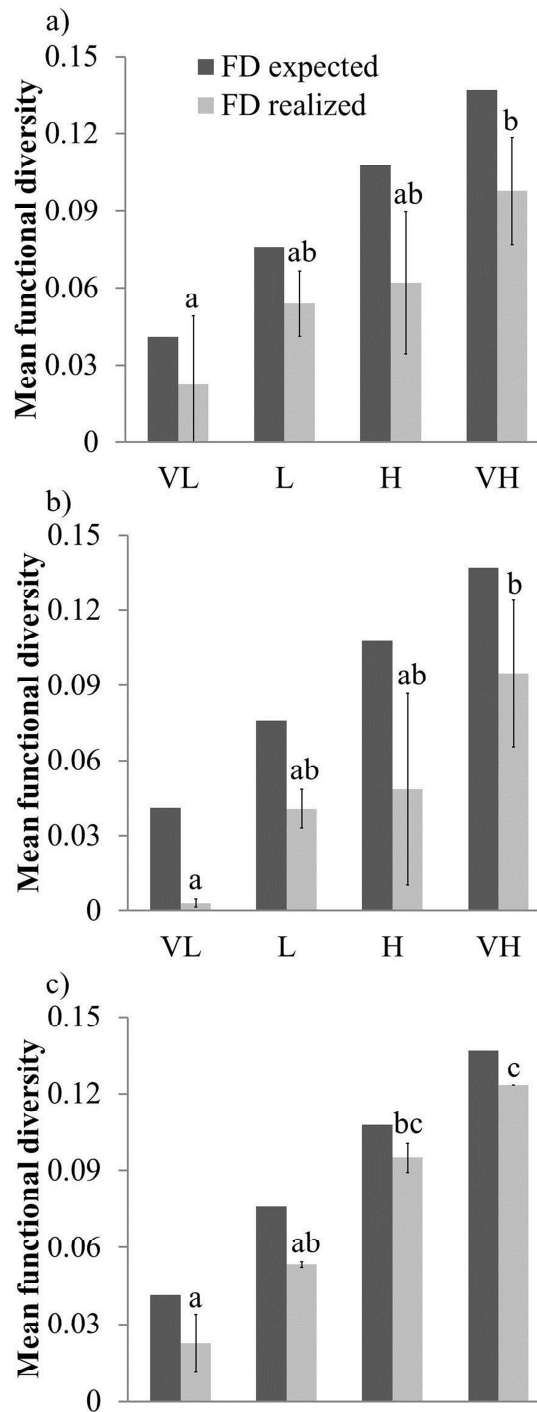 a)
Mean functional diversity
0.15
0.12
0.09
0.06
0.03
0
FD expected
FD realized
a
ab
ab
b
VL L H VH
b)
Mean functional diversity
0.15
0.12
0.09
0.06
0.03
0
a
ab
ab
b
VL L H VH
c)
Mean functional diversity
0.15
0.12
0.09
0.06
0.03
0
a
ab
bc
c